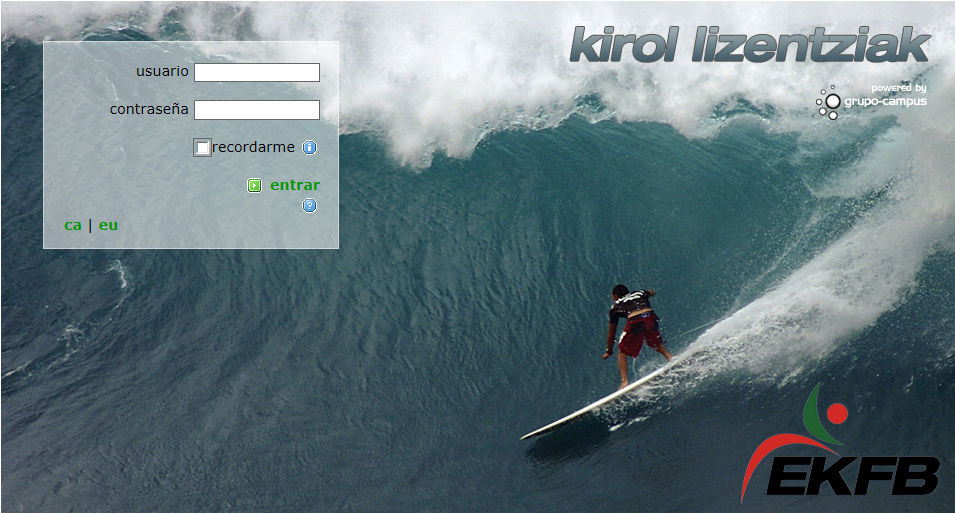 kirol lizentziak
powered by
grupo-campus
usuario
contraseña
recordarme
entrar
ca | eu
EKFB